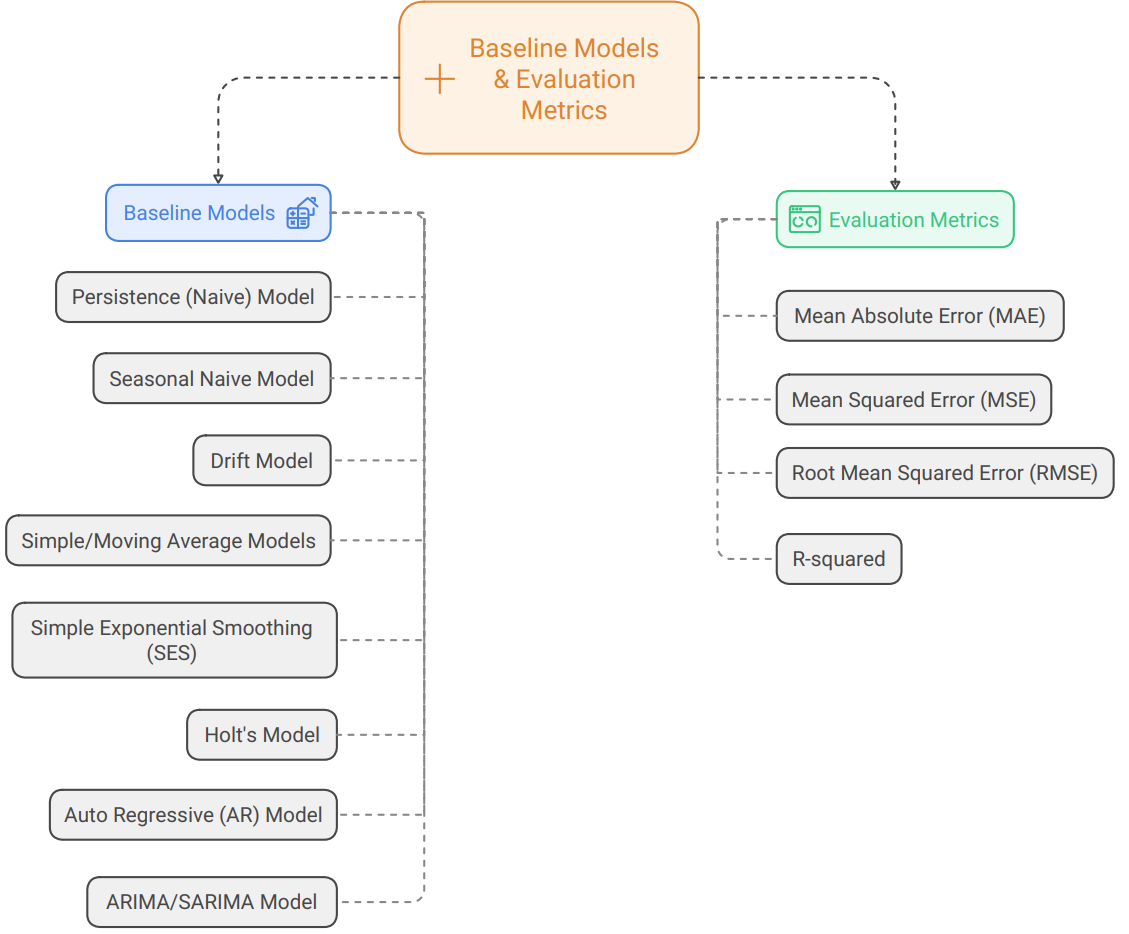 Baseline Models
& Evaluation
Metrics
Baseline Models
Persistence (Naive) Model
Seasonal Naive Model
Drift Model
Simple/Moving Average Models
Simple Exponential Smoothing
(SES)
Holt's Model
Auto Regressive (AR) Model
ARIMA/SARIMA Model
Evaluation Metrics
Mean Absolute Error (MAE)
Mean Squared Error (MSE)
Root Mean Squared Error (RMSE)
R-squared